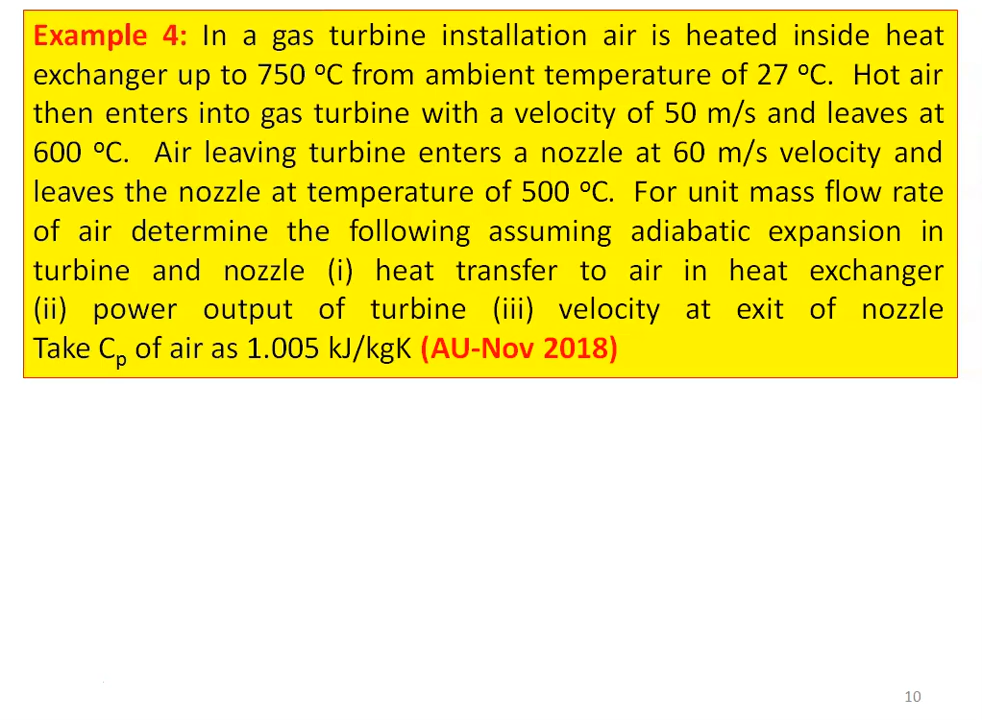 Example 4: In a gas turbine installation air is heated inside heat
exchanger up to 750 ºC from ambient temperature of 27 ºC. Hot air
then enters into gas turbine with a velocity of 50 m/s and leaves at
600 ºC. Air leaving turbine enters a nozzle at 60 m/s velocity and
leaves the nozzle at temperature of 500 ºC. For unit mass flow rate
of air determine the following assuming adiabatic expansion in
turbine and nozzle (i) heat transfer to air in heat exchanger
(ii) power output of turbine (iii) velocity at exit of nozzle
Take Cp of air as 1.005 kJ/kgK (AU-Nov 2018)
10